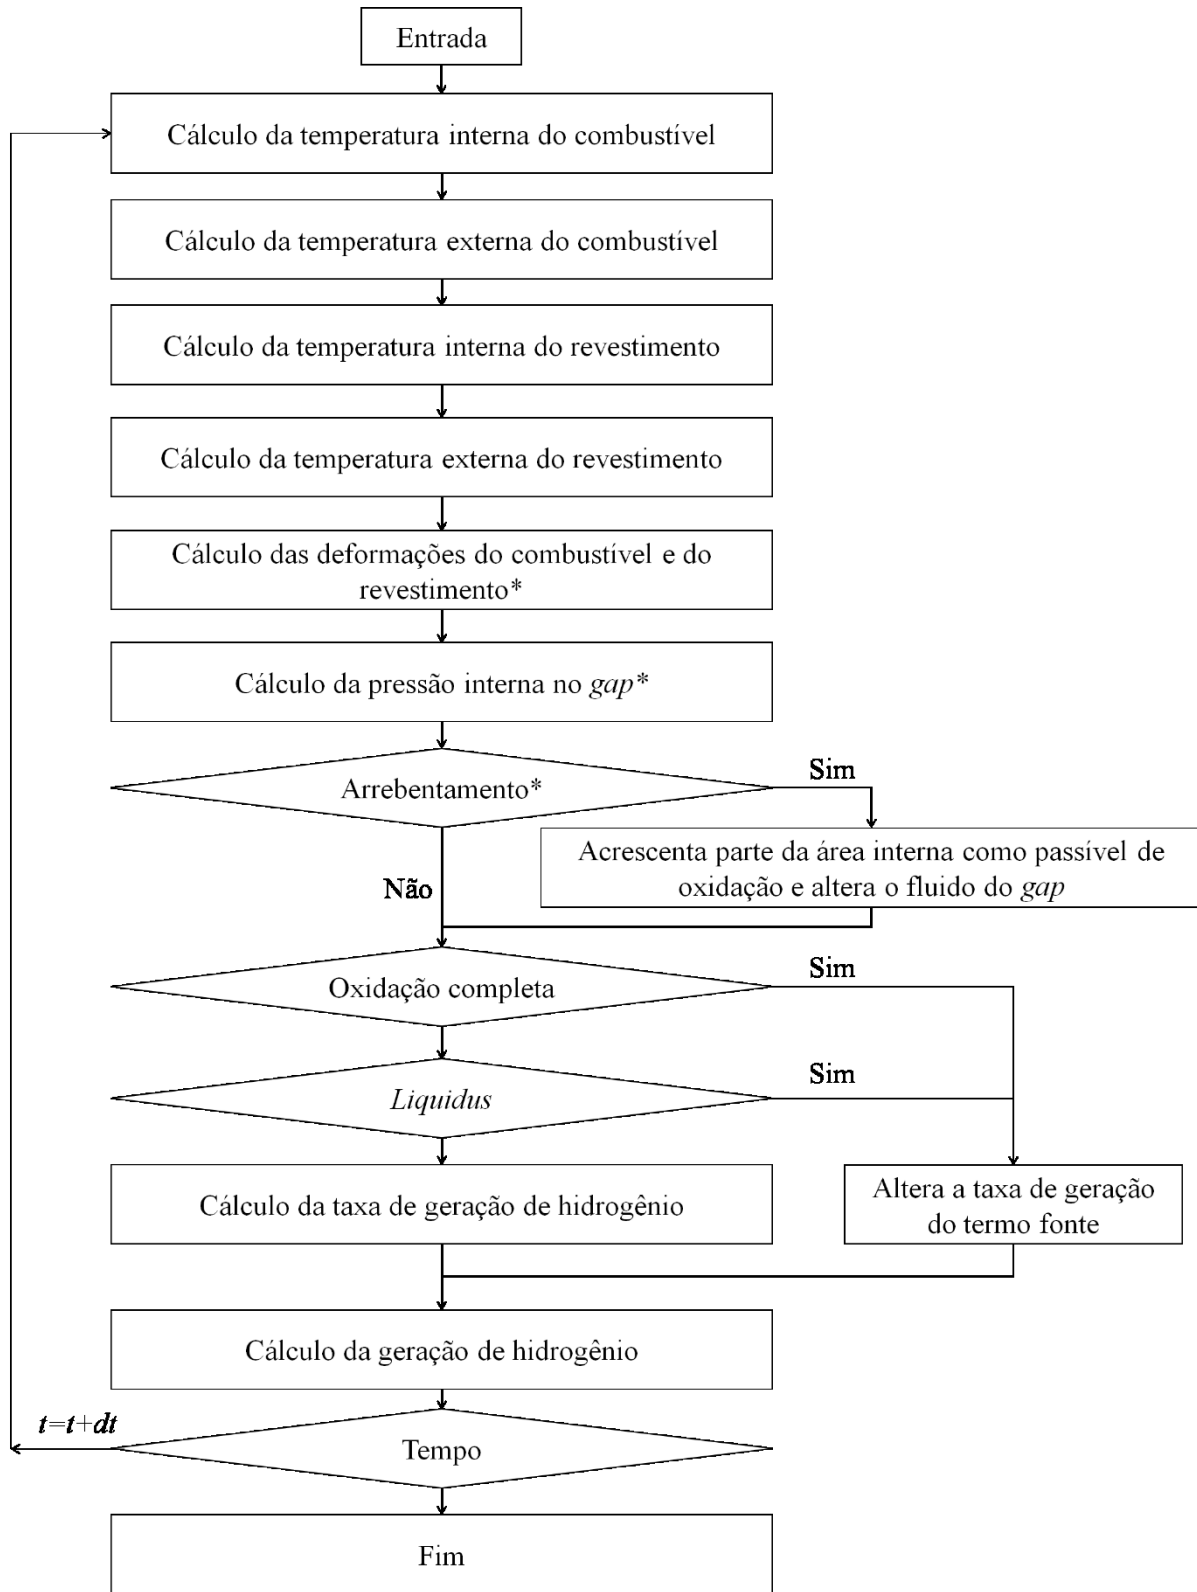 Entrada
Cálculo da temperatura interna do combustível
Cálculo da temperatura externa do combustível
Cálculo da temperatura interna do revestimento
Cálculo da temperatura externa do revestimento
Cálculo das deformações do combustível e do
revestimento*
Cálculo da pressão interna no gap*
Arrebentamento*
Sim
Acrescenta parte da área interna como passível de
oxidação e altera o fluido do gap
Não
Oxidação completa
Sim
Liquidus
Sim
Cálculo da taxa de geração de hidrogênio
Altera a taxa de geração
do termo fonte
Cálculo da geração de hidrogênio
t=t+dt
Tempo
Fim